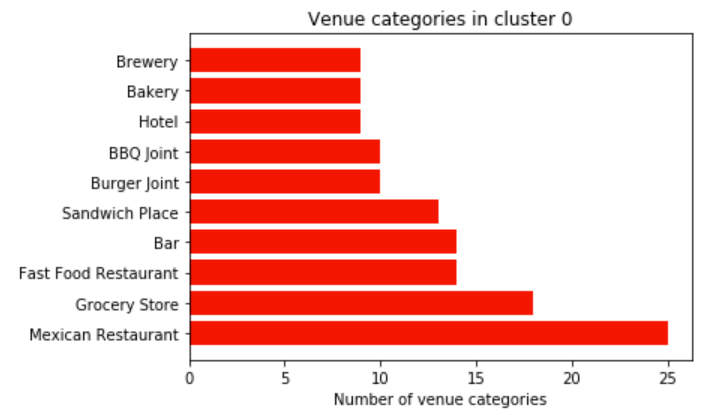 Venue categories in cluster 0
Brewery
Bakery
Hotel
BBQ Joint
Burger Joint
Sandwich Place
Bar
Fast Food Restaurant
Grocery Store
Mexican Restaurant
0 5 10 15 20 25
Number of venue categories